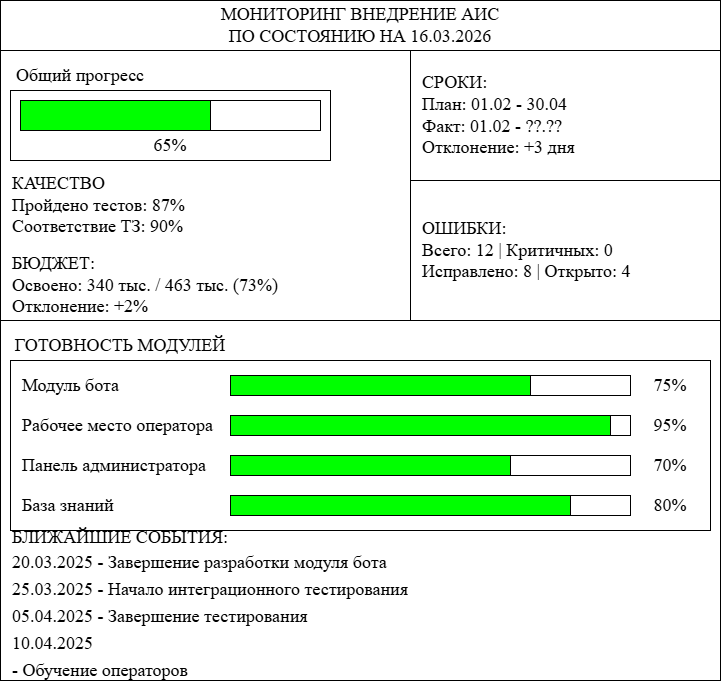 МОНИТОРИНГ ВНЕДРЕНИЕ АИС
ПО СОСТОЯНИЮ НА 16.03.2026
Общий прогресс
65%
КАЧЕСТВО
Пройдено тестов: 87%
Соответствие ТЗ: 90%
БЮДЖЕТ:
Освоено: 340 тыс. / 463 тыс. (73%)
Отклонение: +2%
СРОКИ:
План: 01.02 - 30.04
Факт: 01.02 - ??.??
Отклонение: +3 дня
ОШИБКИ:
Всего: 12 | Критичных: 0
Исправлено: 8 | Открыто: 4
ГОТОВНОСТЬ МОДУЛЕЙ
Модуль бота 75%
Рабочее место оператора 95%
Панель администратора 70%
База знаний 80%
БЛИЖАЙШИЕ СОБЫТИЯ:
20.03.2025 - Завершение разработки модуля бота
25.03.2025 - Начало интеграционного тестирования
05.04.2025 - Завершение тестирования
10.04.2025
- Обучение операторов